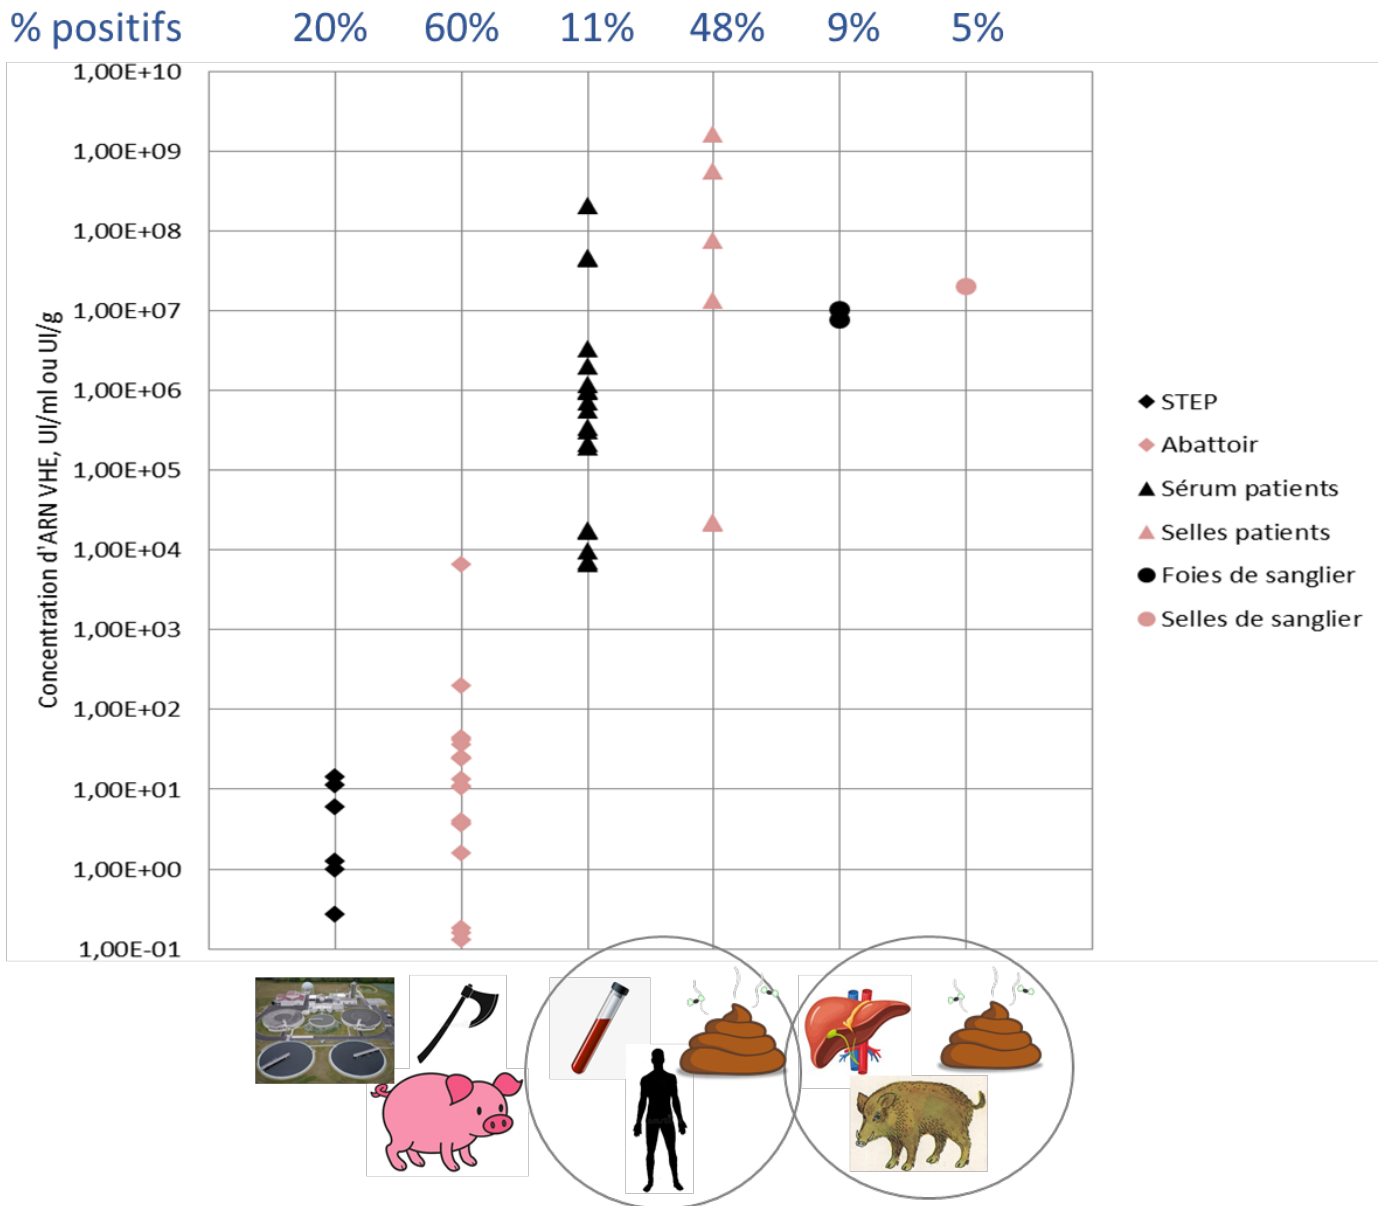 % positifs 20% 60% 11% 48% 9% 5%
1,00E+10
1,00E+09
1,00E+08
1,00E+07
1,00E+06
1,00E+05
1,00E+04
1,00E+03
1,00E+02
1,00E+01
1,00E+00
1,00E-01
Concentration d'ARN VHE, UI/ml ou UI/g
STEP
Abattoir
Sérum patients
Selles patients
Foies de sanglier
Selles de sanglier